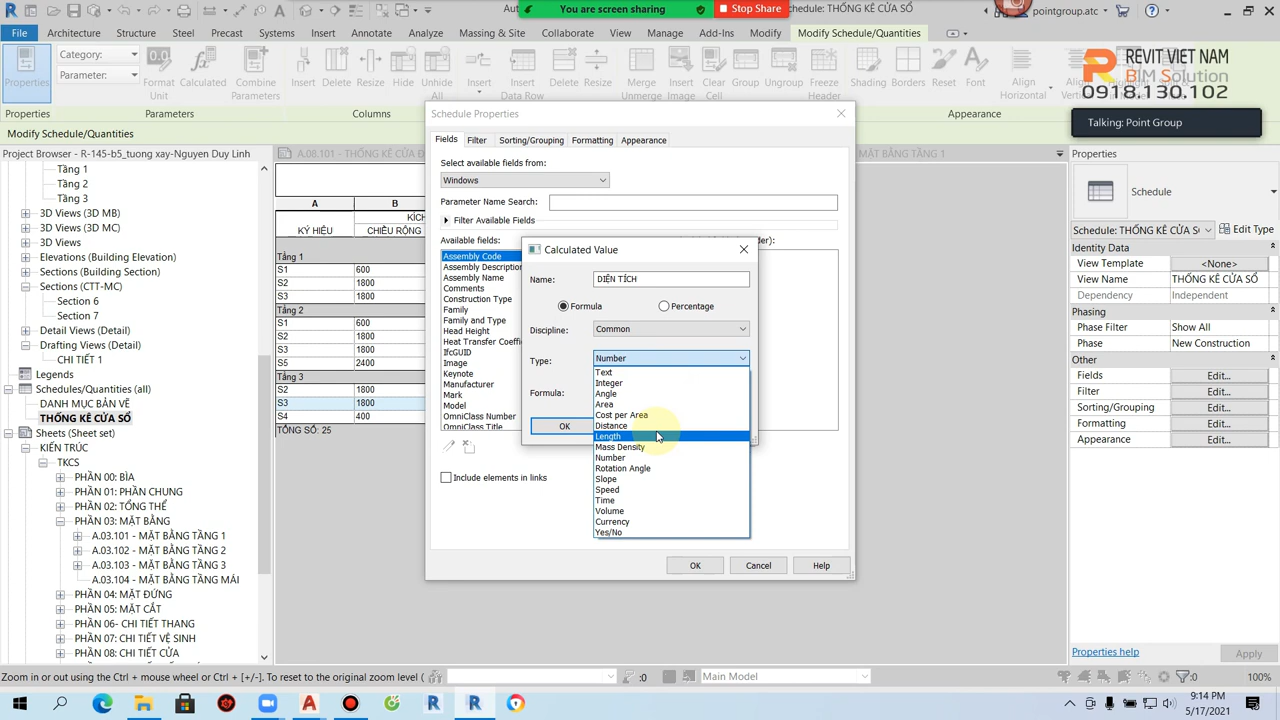 You are screen sharing
Stop Share
Schedule: THỐNG KÊ CỬA SỔ
pointgroup.atc
File Architecture Structure Steel Precast Systems Insert Annotate Analyze Massing & Site Collaborate View Manage Add-Ins Modify Modify Schedule/Quantities
Properties
Category:
Parameter:
Format Unit
Calculated
Combine Parameters
Insert
Delete
Resize
Hide
Unhide All
Insert Data Row
Delete
Resize
Merge Unmerge
Insert Image
Clear Cell
Group
Ungroup
Freeze Header
Shading
Borders
Reset
Font
Align Horizontal
REVIT VIET NAM
BIM Solution
0918.130.102
Properties
Parameters
Columns
Appearance
Talking: Point Group
Modify Schedule/Quantities
Project Browser - R-145-b5_tuong xay-Nguyen Duy Linh
Tầng 1
Tầng 2
Tầng 3
3D Views (3D MB)
3D Views (3D MC)
3D Views
Elevations (Building Elevation)
Sections (Building Section)
Sections (CTT-MC)
Section 6
Section 7
Detail Views (Detail)
Drafting Views (Detail)
CHI TIẾT 1
Legends
Schedules/Quantities (all)
DANH MỤC BẢN VẼ
THỐNG KÊ CỬA SỔ
Sheets (Sheet set)
KIẾN TRÚC
TKCS
PHẦN 00: BÌA
PHẦN 01: PHẦN CHUNG
PHẦN 02: TỔNG THỂ
PHẦN 03: MẶT BẰNG
A.03.101 - MẶT BẰNG TẦNG 1
A.03.102 - MẶT BẰNG TẦNG 2
A.03.103 - MẶT BẰNG TẦNG 3
A.03.104 - MẶT BẰNG TẦNG MÁI
PHẦN 04: MẶT ĐỨNG
PHẦN 05: MẶT CẮT
PHẦN 06- CHI TIẾT THANG
PHẦN 07: CHI TIẾT VỆ SINH
PHẦN 08: CHI TIẾT CỬA
A.08.101 - THỐNG KÊ CỬA
MẶT BẰNG TẦNG 1
A B
KÍCH
KÝ HIỆU CHIỀU RỘNG
Tầng 1
S1 600
S2 1800
S3 1800
Tầng 2
S1 600
S2 1800
S3 1800
S5 2400
Tầng 3
S2 1800
S3 1800
S4 400
TỔNG SỐ: 25
Schedule Properties
Fields Filter Sorting/Grouping Formatting Appearance
Select available fields from:
Windows
Parameter Name Search:
Filter Available Fields
Available fields:
Assembly Code
Assembly Description
Assembly Name
Comments
Construction Type
Family
Family and Type
Head Height
Heat Transfer Coeffi
IfcGUID
Image
Keynote
Manufacturer
Mark
Model
OmniClass Number
OmniClass Title
Include elements in links
OK Cancel Help
Calculated Value
Name: DIỆN TÍCH
Formula Percentage
Discipline: Common
Type: Number
Formula:
OK
Text
Integer
Angle
Area
Cost per Area
Distance
Length
Mass Density
Number
Rotation Angle
Slope
Speed
Time
Volume
Currency
Yes/No
Properties
Schedule
Schedule: THỐNG KÊ CỬA SỔ
Edit Type
Identity Data
View Template <None>
View Name THỐNG KÊ CỬA SỔ
Dependency Independent
Phasing
Phase Filter Show All
Phase New Construction
Other
Fields Edit...
Filter Edit...
Sorting/Grouping Edit...
Formatting Edit...
Appearance Edit...
Properties help
Apply
Zoom in or out using the Ctrl + mouse wheel or Ctrl + [+/-]. To reset to the original default zoom level (
:0
Main Model
:0
100%
9:14 PM
5/17/2021